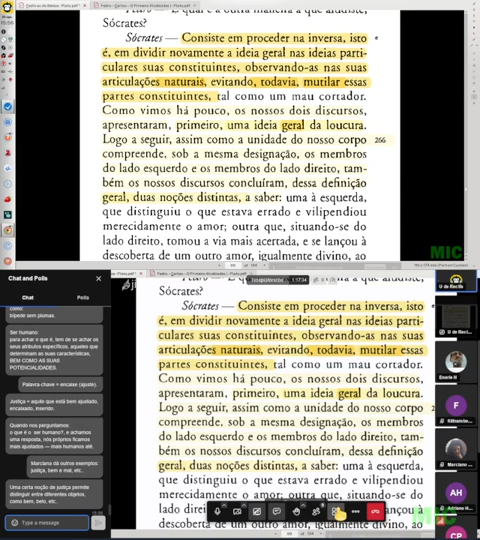 Sócrates?
Sócrates — Consiste em proceder na inversa, isto
é, em dividir novamente a ideia geral nas ideias parti-
culares suas constituintes, observando-as nas suas
articulações naturais, evitando, todavia, mutilar essas
partes constituintes, tal como um mau cortador.
Como vimos há pouco, os nossos dois discursos,
apresentaram, primeiro, uma ideia geral da loucura.
Logo a seguir, assim como a unidade do nosso corpo
266
compreende, sob a mesma designação, os membros
do lado esquerdo e os membros do lado direito, tam-
bém os nossos discursos concluíram, dessa definição
geral, duas noções distintas, a saber: uma à esquerda,
que distinguiu o que estava errado e vilipendiou
merecidamente o amor; outra que, situando-se do
lado direito, tomou a via mais acertada, e se lançou à
descoberta de um outro amor, igualmente divino, ao
MIC
Chat and Polls
Chat
Polls
como:
bípede sem plumas.
Ser humano:
para achar o que é, tem de se achar os
seus atributos específicos, aqueles que
determinam as suas características,
BEM COMO AS SUAS
POTENCIALIDADES.
Palavra chave = encaixe (ajuste).
Justiça = aquilo que está bem ajustado,
encaixado, inserido.
Quando nos perguntamos
o que é o ser humano?, e achamos
uma resposta, nós próprios ficamos
mais ajustados — mais humanos até.
Marciana dá outros exemplos
justiça, bem e mal, etc.
Uma certa noção de justiça permite
distinguir entre diferentes objetos,
como bem, belo, etc.
Type a message
1:17:34
Sócrates?
Sócrates — Consiste em proceder na inversa, isto
é, em dividir novamente a ideia geral nas ideias parti-
culares suas constituintes, observando-as nas suas
articulações naturais, evitando, todavia, mutilar essas
partes constituintes, tal como um mau cortador.
Como vimos há pouco, os nossos dois discursos,
apresentaram, primeiro, uma ideia geral da loucura.
Logo a seguir, assim como a unidade do nosso corpo
compreende, sob a mesma designação, os membros
do lado esquerdo e os membros do lado direito, tam-
bém os nossos discursos concluíram, dessa definição
geral, duas noções distintas, a saber: uma à esquerda,
que distinguiu o que estava errado e vilipendiou
merecidamente o amor; outra que, situando-se do
descoberta de um outro amor, igualmente divino, ao
MIC
U de Recife
U de Reci...
Enerio H
F
Marciano ...
AH
Adriano H...
CP